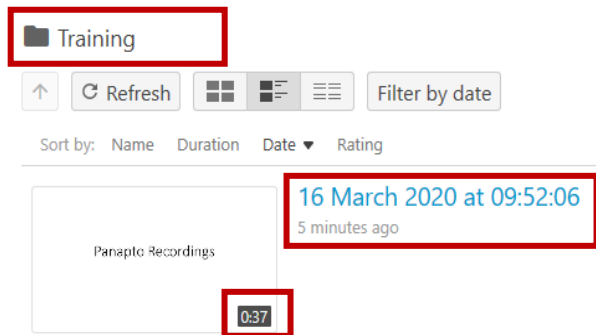 Training
Refresh Filter by date
Sort by: Name Duration Date ▼ Rating
16 March 2020 at 09:52:06
5 minutes ago
Panapto Recordings
0:37